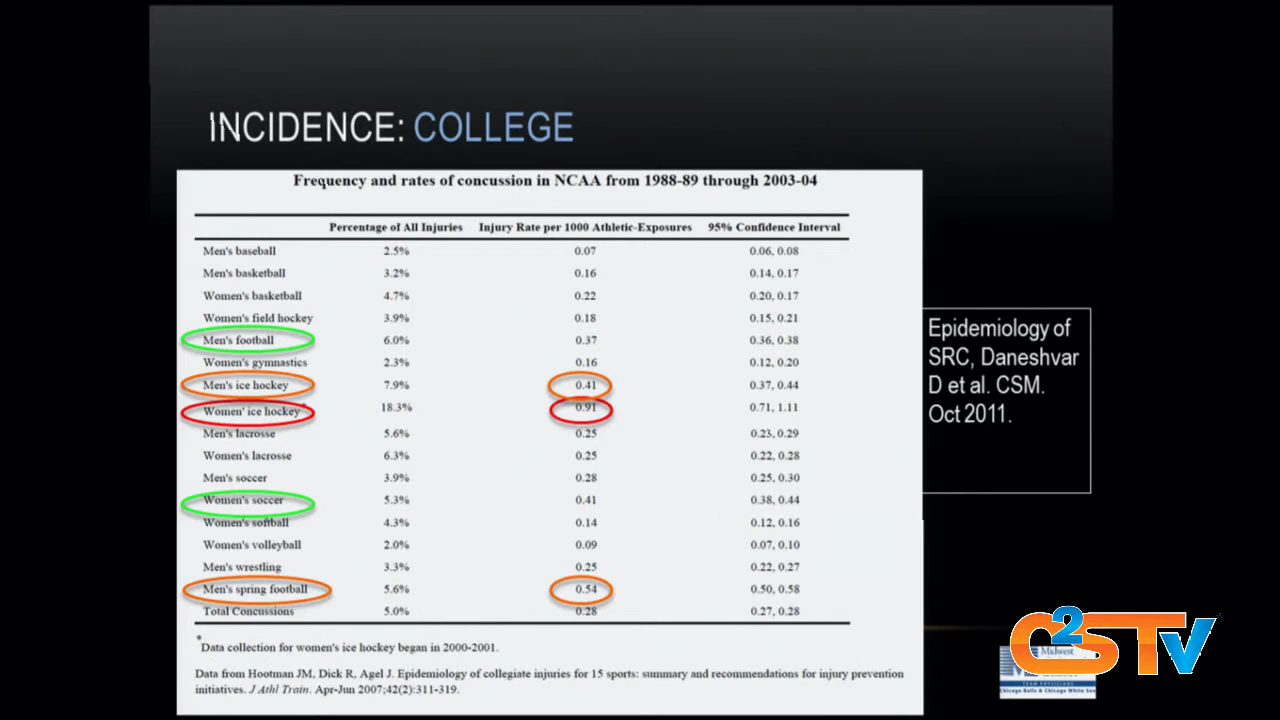 INCIDENCE: COLLEGE
Frequency and rates of concussion in NCAA from 1988-89 through 2003-04
Percentage of All Injuries Injury Rate per 1000 Athletic-Exposures 95% Confidence Interval
Men's baseball 2.5% 0.07 0.06, 0.08
Men's basketball 3.2% 0.16 0.14, 0.17
Women's basketball 4.7% 0.22 0.20, 0.17
Women's field hockey 3.9% 0.18 0.15, 0.21
Men's football 6.0% 0.37 0.36, 0.38
Women's gymnastics 2.3% 0.16 0.12, 0.20
Men's ice hockey 7.9% 0.41 0.37, 0.44
Women' ice hockey* 18.3% 0.91 0.71, 1.11
Men's lacrosse 5.6% 0.25 0.23, 0.29
Women's lacrosse 6.3% 0.25 0.22, 0.28
Men's soccer 3.9% 0.28 0.25, 0.30
Women's soccer 5.3% 0.41 0.38, 0.44
Women's softball 4.3% 0.14 0.12, 0.16
Women's volleyball 2.0% 0.09 0.07, 0.10
Men's wrestling 3.3% 0.25 0.22, 0.27
Men's spring football 5.6% 0.54 0.50, 0.58
Total Concussions 5.0% 0.28 0.27, 0.28
*Data collection for women's ice hockey began in 2000-2001.
Data from Hootman JM, Dick R, Agel J. Epidemiology of collegiate injuries for 15 sports: summary and recommendations for injury prevention
initiatives. J Athl Train. Apr-Jun 2007;42(2):311-319.
Epidemiology of
SRC, Daneshvar
D et al. CSM.
Oct 2011.
C2STV
Midwest
TEAM PHYSICIANS
Chicago Bulls & Chicago White Sox